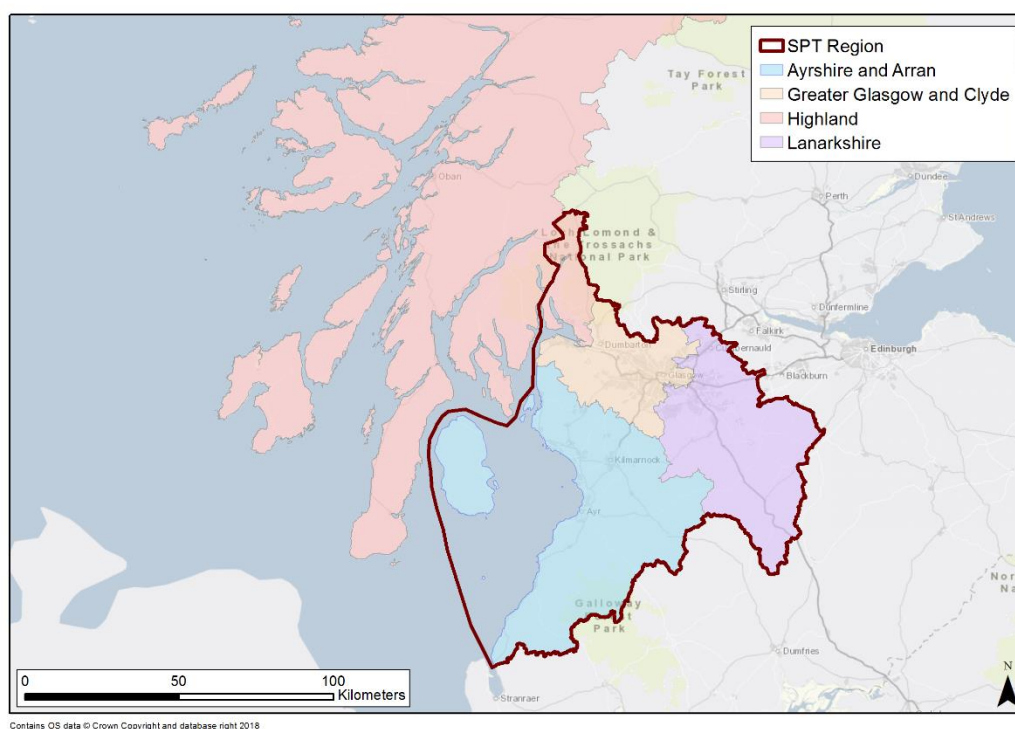 SPT Region
Ayrshire and Arran
Greater Glasgow and Clyde
Highland
Lanarkshire
Tay Forest
Park
Oban
Perth
Dundee
St Andrews
National Park
Stirling
Dunfermline
Falkirk
Edinburgh
Blackburn
Glasgow
Kilmarnock
Ayr
Park
Dumfries
Stranraer
0
50
100
Kilometers
N
Contains OS data © Crown Copyright and database right 2018